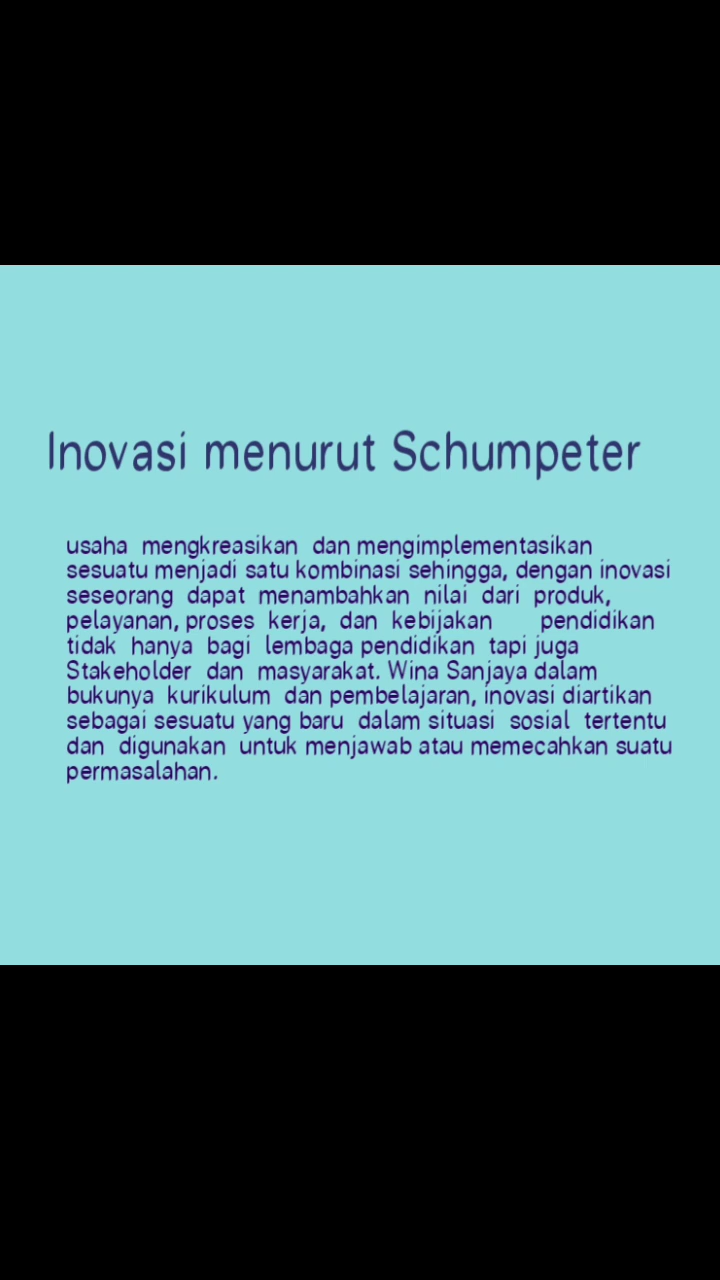 Inovasi menurut Schumpeter
usaha mengkreasikan dan mengimplementasikan
sesuatu menjadi satu kombinasi sehingga, dengan inovasi
seseorang dapat menambahkan nilai dari produk,
pelayanan, proses kerja, dan kebijakan pendidikan
tidak hanya bagi lembaga pendidikan tapi juga
Stakeholder dan masyarakat. Wina Sanjaya dalam
bukunya kurikulum dan pembelajaran, inovasi diartikan
sebagai sesuatu yang baru dalam situasi sosial tertentu
dan digunakan untuk menjawab atau memecahkan suatu
permasalahan.